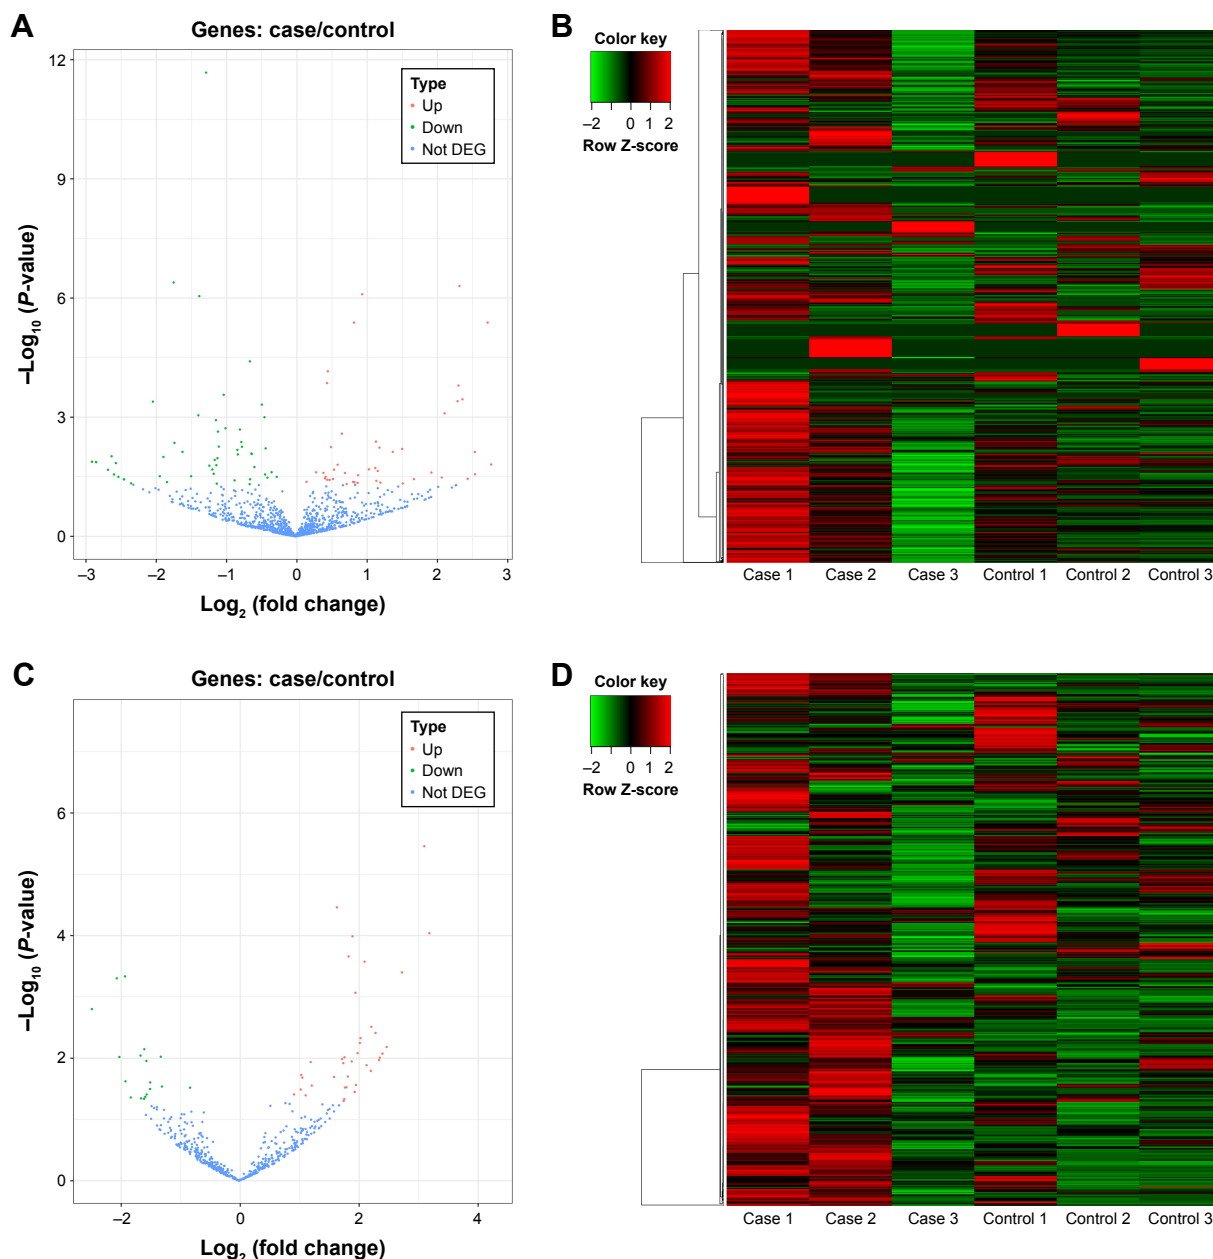 A
Genes: case/control
12
9
6
3
0
–Log10 (P-value)
Type
Up
Down
Not DEG
–3
–2
–1
0
1
2
3
Log2 (fold change)
B
Color key
–2 0 1 2
Row Z-score
Case 1 Case 2 Case 3 Control 1 Control 2 Control 3
C
Genes: case/control
6
4
2
0
–Log10 (P-value)
Type
Up
Down
Not DEG
–2
0
2
4
Log2 (fold change)
D
Color key
–2 0 1 2
Row Z-score
Case 1 Case 2 Case 3 Control 1 Control 2 Control 3